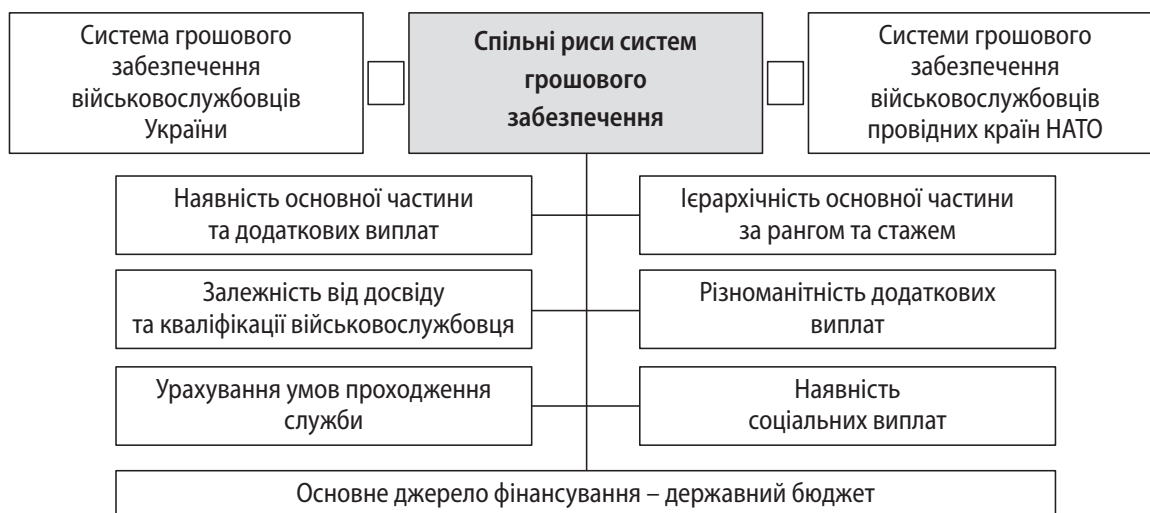 Система грошового
забезпечення
військовослужбовців
України
Спільні риси систем
грошового
забезпечення
Системи грошового
забезпечення
військовослужбовців
провідних країн НАТО
Наявність основної частини
та додаткових виплат
Ієрархічність основної частини
за рангом та стажем
Залежність від досвіду
та кваліфікації військовослужбовця
Різноманітність додаткових
виплат
Урахування умов проходження
служби
Наявність
соціальних виплат
Основне джерело фінансування – державний бюджет